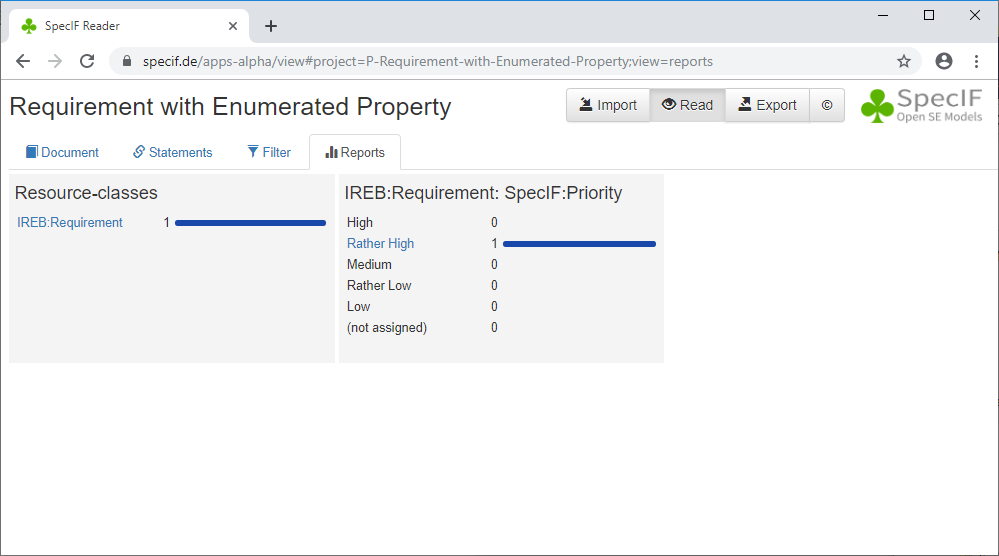 SpecIF Reader
specif.de/apps-alpha/view#project=P-Requirement-with-Enumerated-Property;view=reports
Requirement with Enumerated Property
Import
Read
Export
©
SpecIF
Open SE Models
Document
Statements
Filter
Reports
Resource-classes
IREB:Requirement 1
IREB:Requirement: SpecIF:Priority
High 0
Rather High 1
Medium 0
Rather Low 0
Low 0
(not assigned) 0